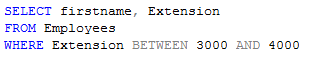 SELECT firstname, Extension
FROM Employees
WHERE Extension BETWEEN 3000 AND 4000